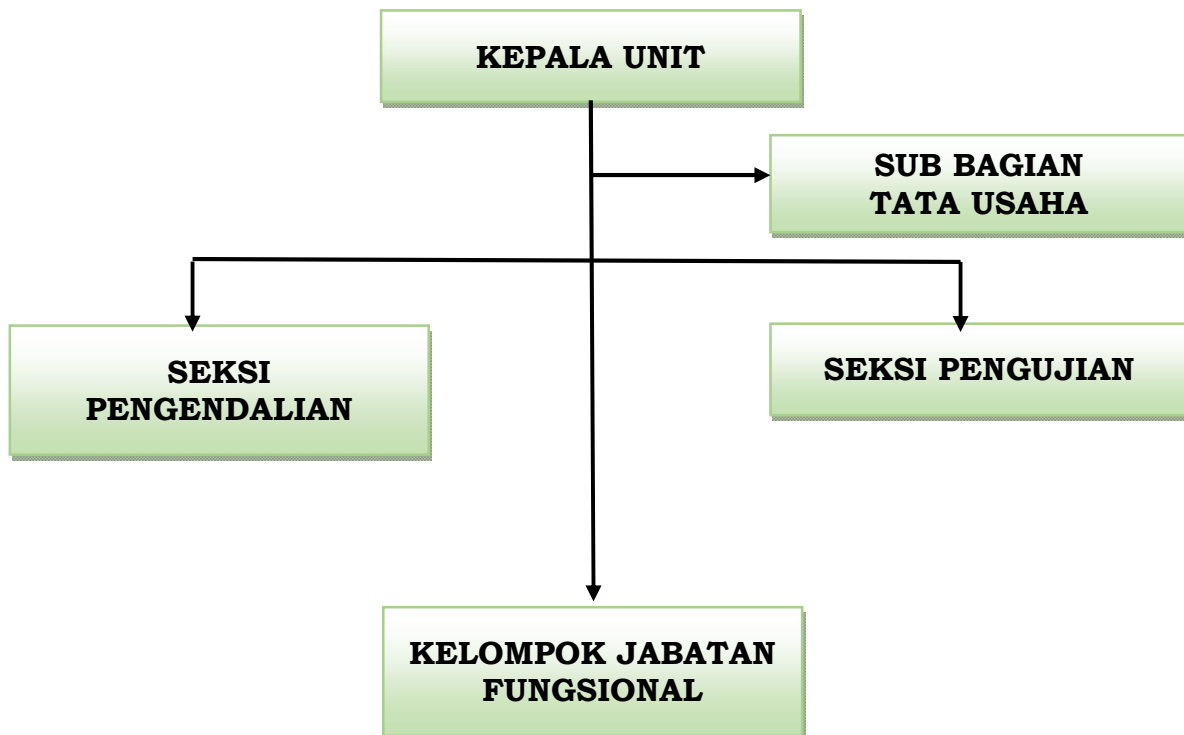 KEPALA UNIT
SUB BAGIAN
TATA USAHA
SEKSI
PENGENDALIAN
SEKSI PENGUJIAN
KELOMPOK JABATAN
FUNGSIONAL